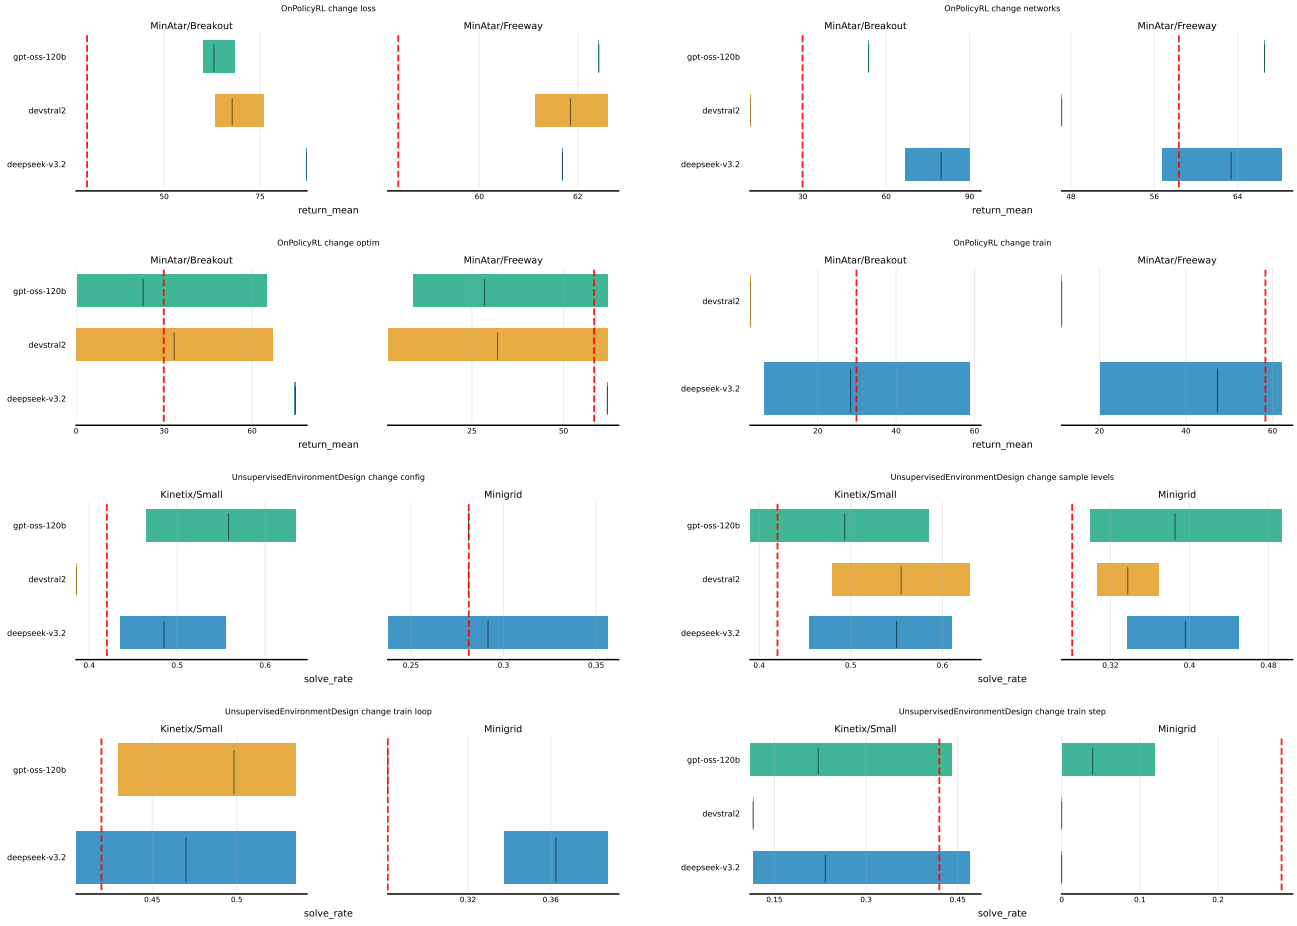 OnPolicyRL change loss
MinAtar/Breakout
MinAtar/Freeway
gpt-oss-120b
devstral2
deepseek-v3.2
50
75
60
62
return_mean
OnPolicyRL change networks
MinAtar/Breakout
MinAtar/Freeway
gpt-oss-120b
devstral2
deepseek-v3.2
30
60
90
48
56
64
return_mean
OnPolicyRL change optim
MinAtar/Breakout
MinAtar/Freeway
gpt-oss-120b
devstral2
deepseek-v3.2
0
30
60
25
50
return_mean
OnPolicyRL change train
MinAtar/Breakout
MinAtar/Freeway
devstral2
deepseek-v3.2
20
40
60
20
40
60
return_mean
UnsupervisedEnvironmentDesign change config
Kinetix/Small
Minigrid
gpt-oss-120b
devstral2
deepseek-v3.2
0.4
0.5
0.6
0.25
0.3
0.35
solve_rate
UnsupervisedEnvironmentDesign change sample levels
Kinetix/Small
Minigrid
gpt-oss-120b
devstral2
deepseek-v3.2
0.4
0.5
0.6
0.32
0.4
0.48
solve_rate
UnsupervisedEnvironmentDesign change train loop
Kinetix/Small
Minigrid
gpt-oss-120b
deepseek-v3.2
0.45
0.5
0.32
0.36
solve_rate
UnsupervisedEnvironmentDesign change train step
Kinetix/Small
Minigrid
gpt-oss-120b
devstral2
deepseek-v3.2
0.15
0.3
0.45
0
0.1
0.2
solve_rate